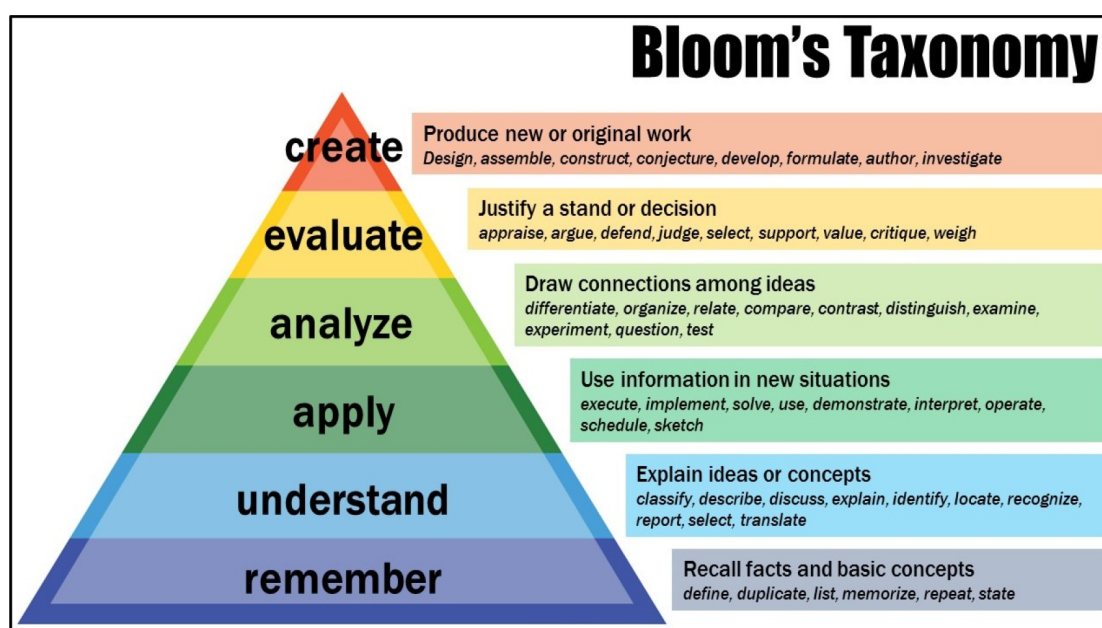 Bloom's Taxonomy
create
Produce new or original work
Design, assemble, construct, conjecture, develop, formulate, author, investigate
evaluate
Justify a stand or decision
appraise, argue, defend, judge, select, support, value, critique, weigh
analyze
Draw connections among ideas
differentiate, organize, relate, compare, contrast, distinguish, examine,
experiment, question, test
apply
Use information in new situations
execute, implement, solve, use, demonstrate, interpret, operate,
schedule, sketch
understand
Explain ideas or concepts
classify, describe, discuss, explain, identify, locate, recognize,
report, select, translate
remember
Recall facts and basic concepts
define, duplicate, list, memorize, repeat, state